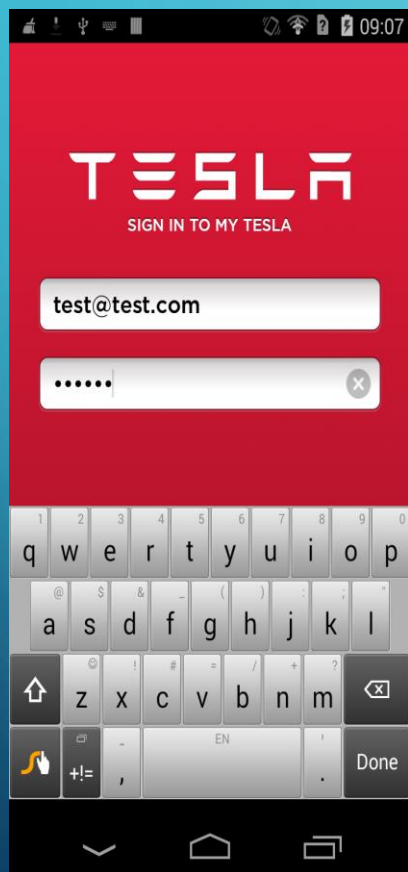 09:07
TESLA
SIGN IN TO MY TESLA
test@test.com
••••••
1 2 3 4 5 6 7 8 9 0
q w e r t y u i o p
@ $ & _ ( ) : ; "
a s d f g h j k l
! # = / + ?
z x c v b n m
- EN '
+!= , . Done